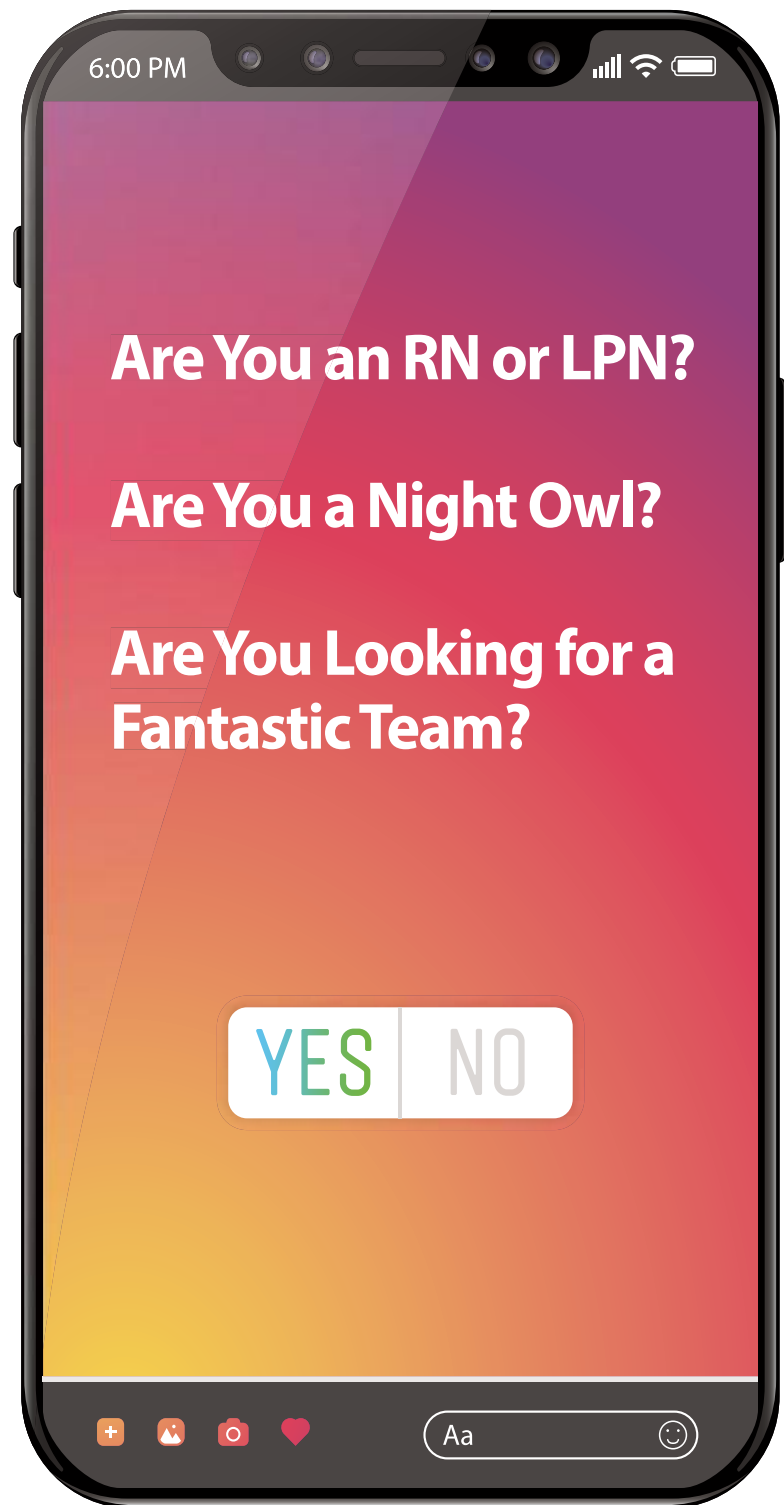 6:00 PM
Are You an RN or LPN?
Are You a Night Owl?
Are You Looking for a
Fantastic Team?
YES NO
Aa